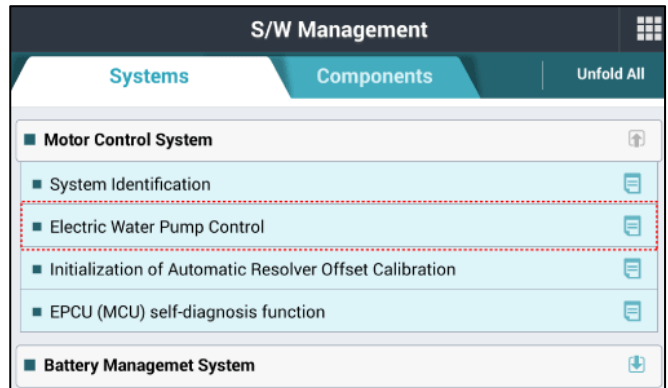 S/W Management
Systems
Components
Unfold All
Motor Control System
System Identification
Electric Water Pump Control
Initialization of Automatic Resolver Offset Calibration
EPCU (MCU) self-diagnosis function
Battery Managemet System